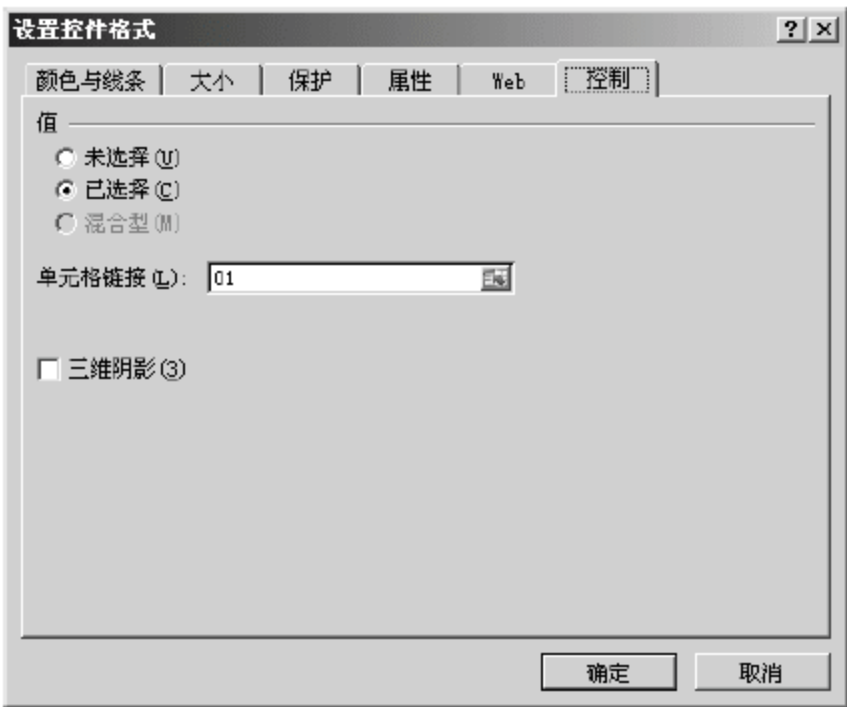 设置控件格式
颜色与线条 大小 保护 属性 Web 控制
值
未选择(U)
已选择(C)
混合型(M)
单元格链接(L): 01
三维阴影(3)
确定 取消